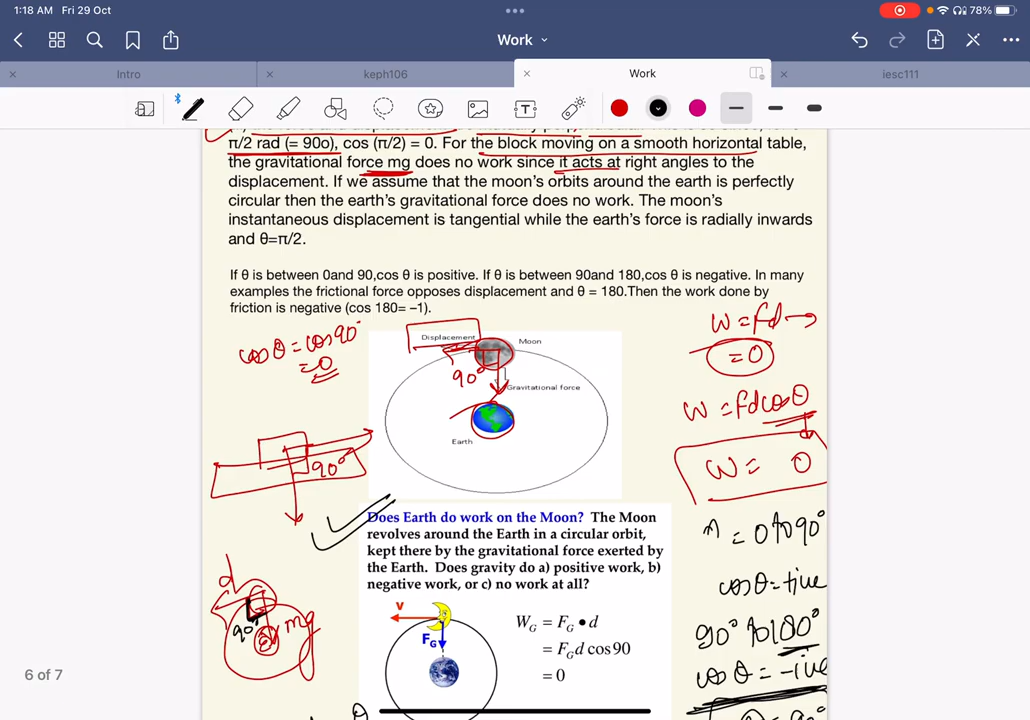 1:18 AM Fri 29 Oct
78%
Work
Intro
keph106
Work
iesc111
π/2 rad (= 90o), cos (π/2) = 0. For the block moving on a smooth horizontal table,
the gravitational force mg does no work since it acts at right angles to the
displacement. If we assume that the moon's orbits around the earth is perfectly
circular then the earth's gravitational force does no work. The moon's
instantaneous displacement is tangential while the earth's force is radially inwards
and θ=π/2.
If θ is between 0and 90,cos θ is positive. If θ is between 90and 180,cos θ is negative. In many
examples the frictional force opposes displacement and θ = 180.Then the work done by
friction is negative (cos 180= –1).
cosθ = cos90°
= 0
Displacement
Moon
90°
Gravitational force
Earth
W = Fd
= 0
W = Fdcosθ
W = 0
90°
= 0 to 90°
cosθ = +ive
90° to 180°
cosθ = -ive
Does Earth do work on the Moon? The Moon
revolves around the Earth in a circular orbit,
kept there by the gravitational force exerted by
the Earth. Does gravity do a) positive work, b)
negative work, or c) no work at all?
d
90°
mg
v
FG
WG = FG • d
= FG d cos 90
= 0
6 of 7